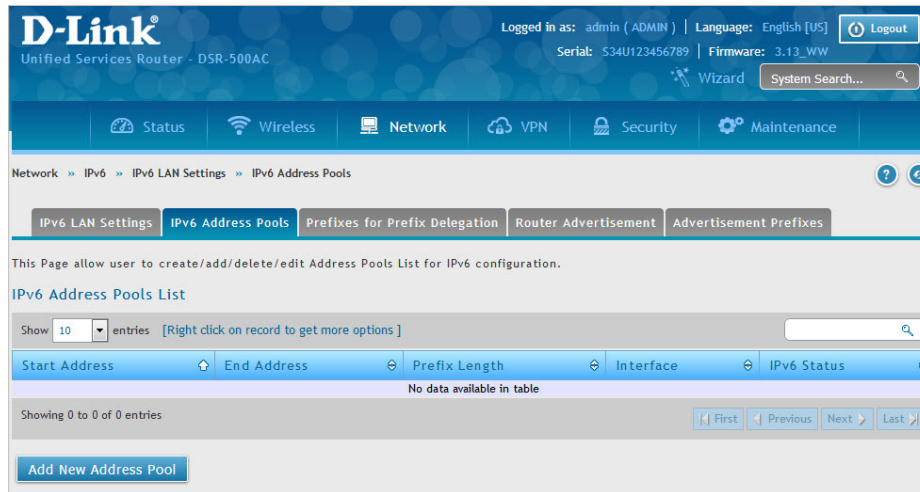 D-Link®
Logged in as: admin ( ADMIN ) | Language: English [US] Logout
Unified Services Router - DSR-500AC
Serial: S34U123456789 | Firmware: 3.13_WW
Wizard System Search...
Status Wireless Network VPN Security Maintenance
Network » IPv6 » IPv6 LAN Settings » IPv6 Address Pools ?
IPv6 LAN Settings IPv6 Address Pools Prefixes for Prefix Delegation Router Advertisement Advertisement Prefixes
This Page allow user to create/add/delete/edit Address Pools List for IPv6 configuration.
IPv6 Address Pools List
Show 10 entries [Right click on record to get more options ]
Start Address End Address Prefix Length Interface IPv6 Status
No data available in table
Showing 0 to 0 of 0 entries First Previous Next Last
Add New Address Pool